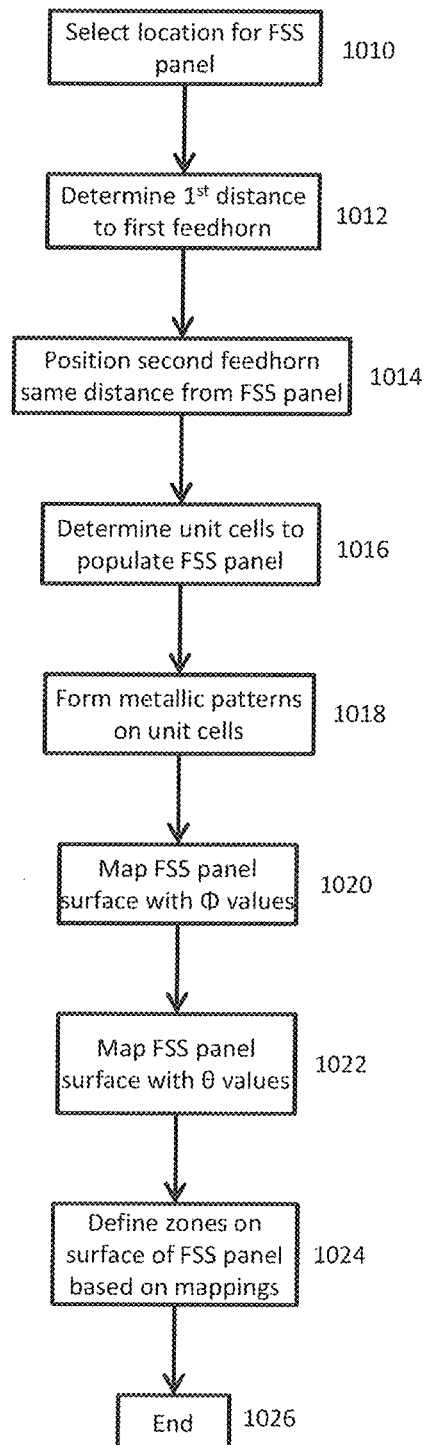 Select location for FSS
panel
1010
Determine 1st distance
to first feedhorn
1012
Position second feedhorn
same distance from FSS panel
1014
Determine unit cells to
populate FSS panel
1016
Form metallic patterns
on unit cells
1018
Map FSS panel
surface with Φ values
1020
Map FSS panel
surface with θ values
1022
Define zones on
surface of FSS panel
based on mappings
1024
End
1026